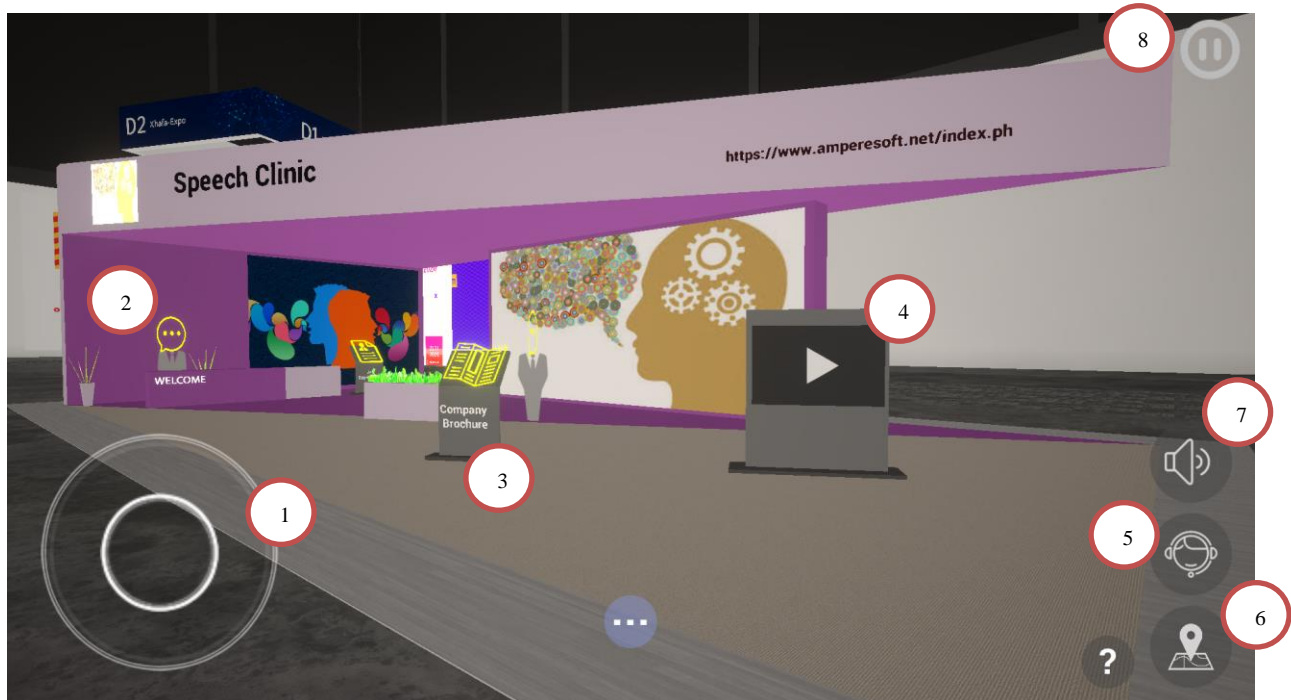 8
D2 Xhafa-Expo
D1
Speech Clinic
https://www.amperesoft.net/index.ph
2
4
WELCOME
Company
Brochure
7
3
1
5
6
?